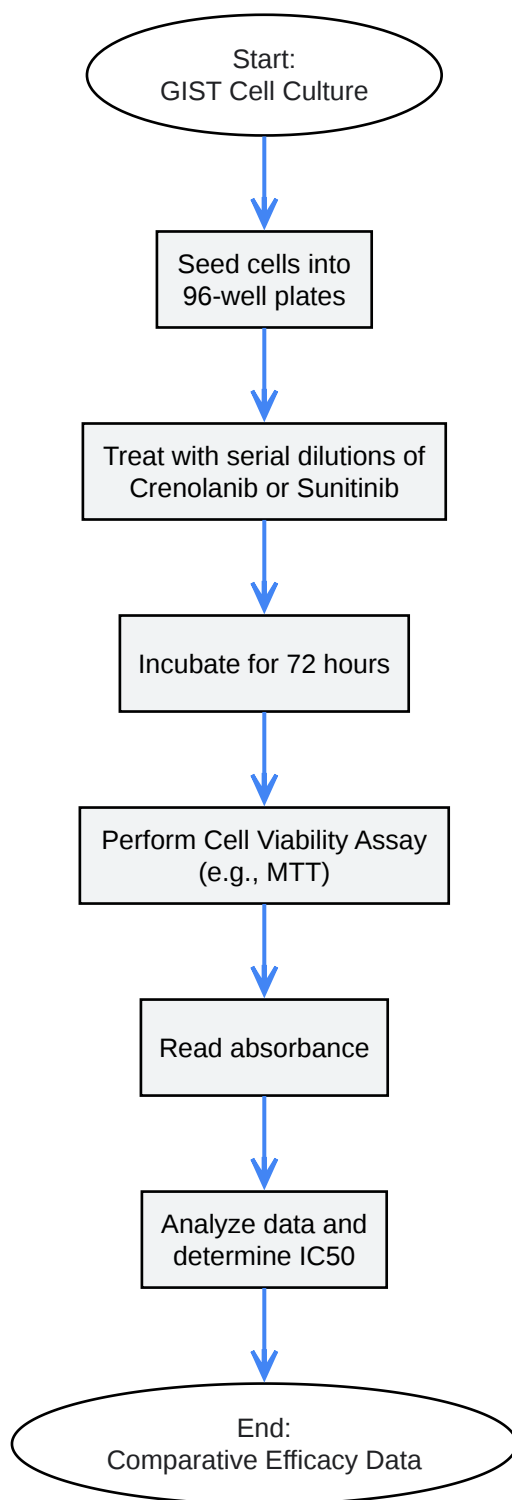 Start:
GIST Cell Culture
Seed cells into
96-well plates
Treat with serial dilutions of
Crenolanib or Sunitinib
Incubate for 72 hours
Perform Cell Viability Assay
(e.g., MTT)
Read absorbance
Analyze data and
determine IC50
End:
Comparative Efficacy Data